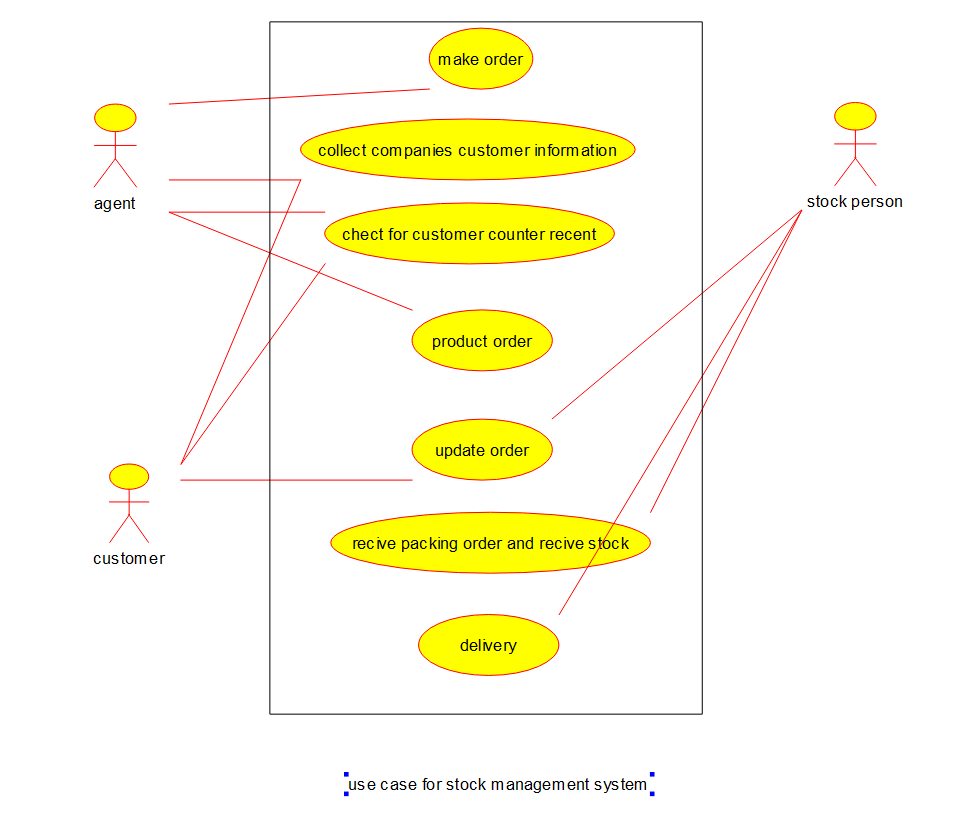 make order
collect companies customer information
agent
stock person
chect for customer counter recent
product order
update order
recive packing order and recive stock
customer
delivery
use case for stock management system